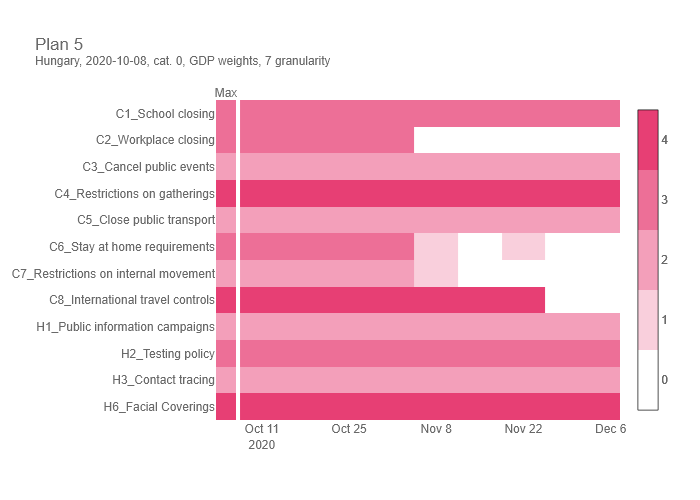 Plan 5
Hungary, 2020-10-08, cat. 0, GDP weights, 7 granularity
Max
C1_School closing
C2_Workplace closing
C3_Cancel public events
C4_Restrictions on gatherings
C5_Close public transport
C6_Stay at home requirements
C7_Restrictions on internal movement
C8_International travel controls
H1_Public information campaigns
H2_Testing policy
H3_Contact tracing
H6_Facial Coverings
Oct 11
2020
Oct 25
Nov 8
Nov 22
Dec 6
4
3
2
1
0